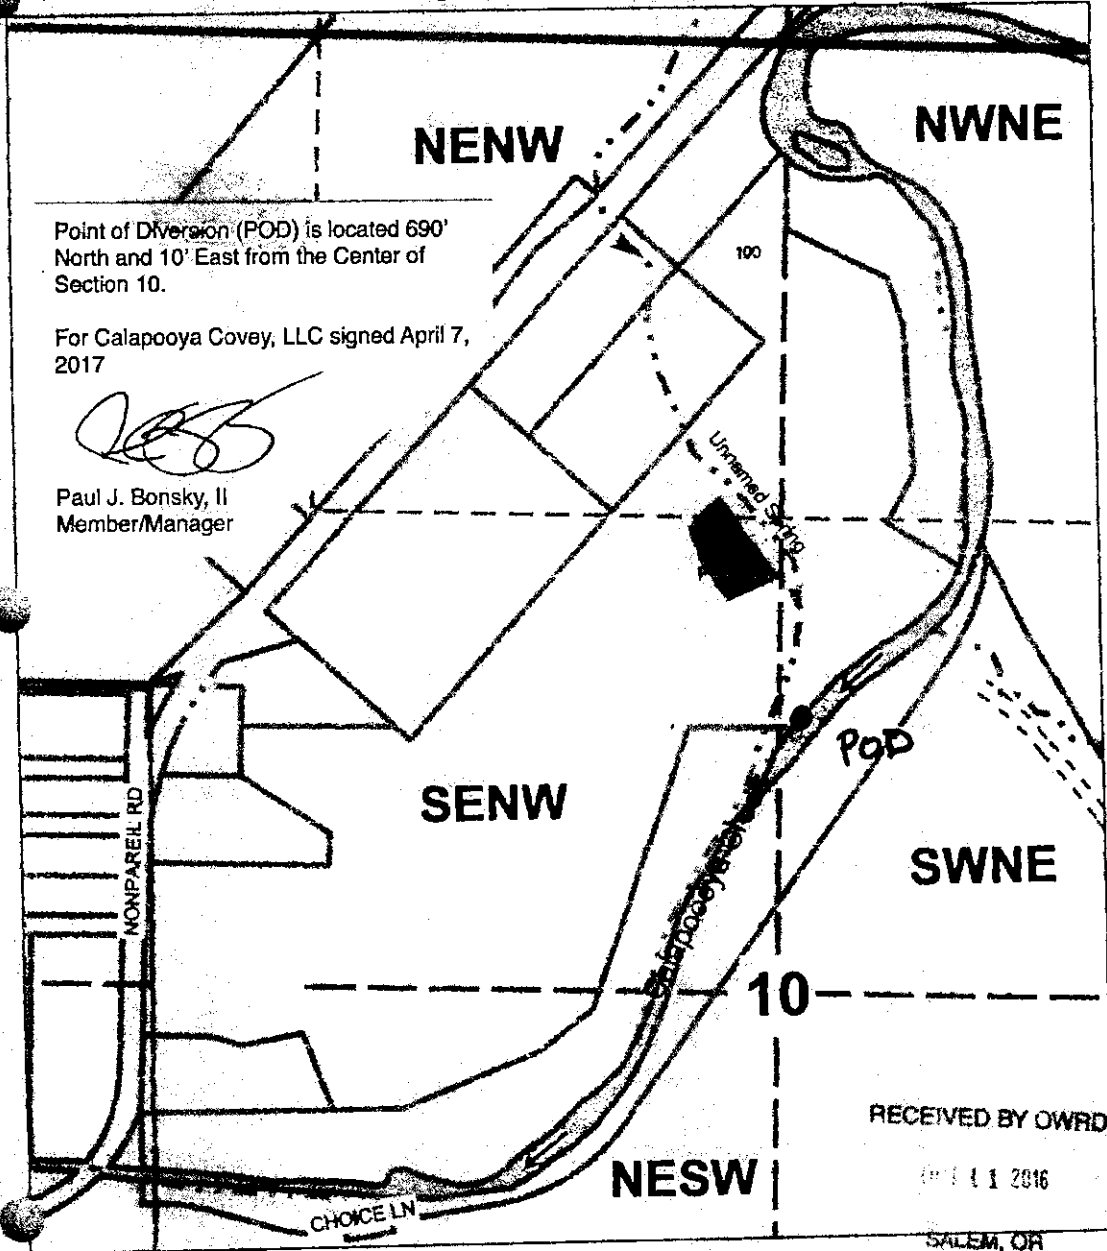 NENW
NWNE
Point of Diversion (POD) is located 690'
North and 10' East from the Center of
Section 10.
100
For Calapooya Covey, LLC signed April 7,
2017
Unnamed Spring
Paul J. Bonsky, II
Member/Manager
POD
SENW
NONPAREIL RD
SWNE
Calapooya
10
RECEIVED BY OWRD
1 2016
NESW
CHOICE LN
SALEM, OR